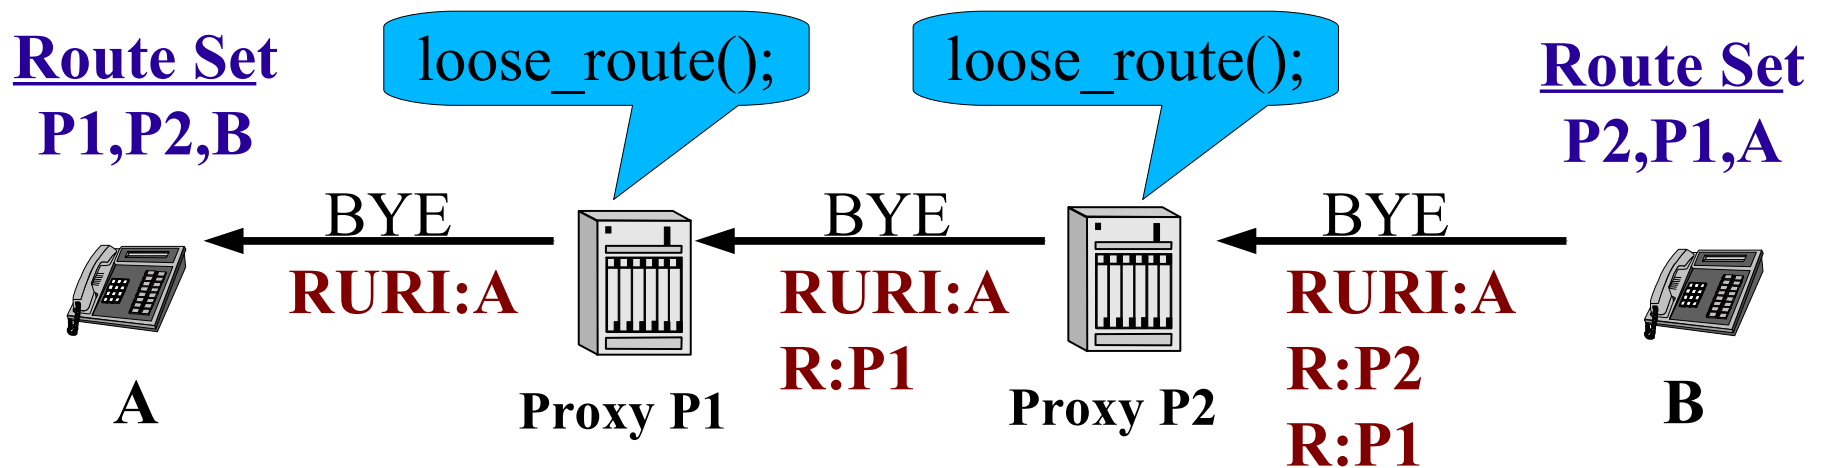 Route Set
P1,P2,B
loose_route();
loose_route();
Route Set
P2,P1,A
BYE
RURI:A
BYE
RURI:A
R:P1
BYE
RURI:A
R:P2
R:P1
A
Proxy P1
Proxy P2
B